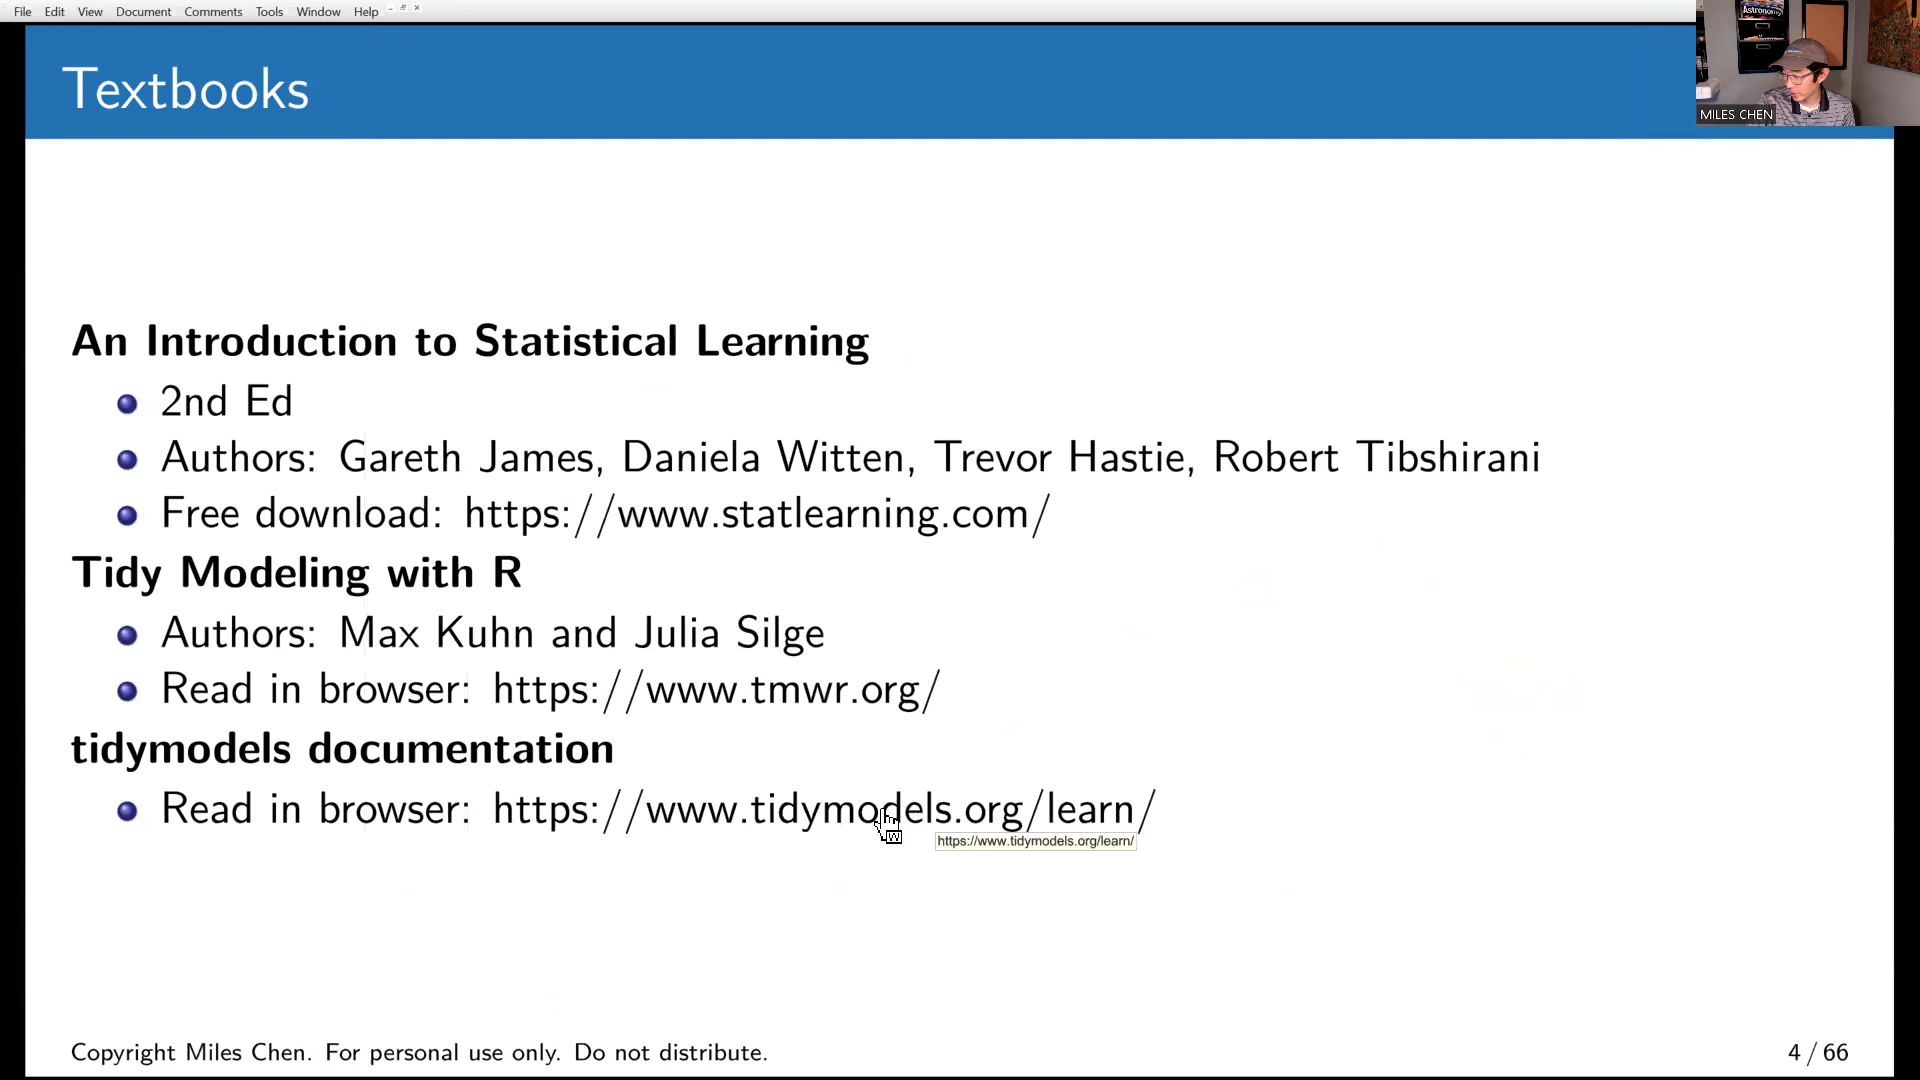 File Edit View Document Comments Tools Window Help
Textbooks
Astronomy
MILES CHEN
An Introduction to Statistical Learning
2nd Ed
Authors: Gareth James, Daniela Witten, Trevor Hastie, Robert Tibshirani
Free download: https://www.statlearning.com/
Tidy Modeling with R
Authors: Max Kuhn and Julia Silge
Read in browser: https://www.tmwr.org/
tidymodels documentation
Read in browser: https://www.tidymodels.org/learn/
https://www.tidymodels.org/learn/
Copyright Miles Chen. For personal use only. Do not distribute.
4 / 66